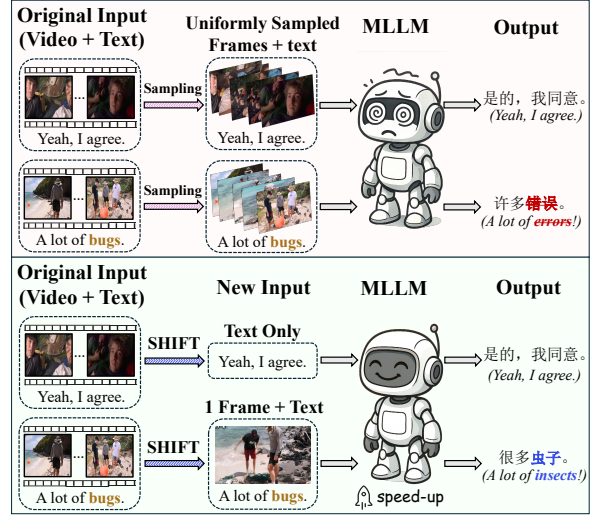 Original Input
(Video + Text)
Uniformly Sampled
Frames + text
MLLM
Output
Sampling
...
Yeah, I agree.
Yeah, I agree.
是的，我同意。
(Yeah, I agree.)
Sampling
...
A lot of bugs.
A lot of bugs.
许多错误。
(A lot of errors!)
Original Input
(Video + Text)
New Input
MLLM
Output
Text Only
SHIFT
...
Yeah, I agree.
Yeah, I agree.
是的，我同意。
(Yeah, I agree.)
1 Frame + Text
SHIFT
...
A lot of bugs.
A lot of bugs.
speed-up
很多虫子。
(A lot of insects!)